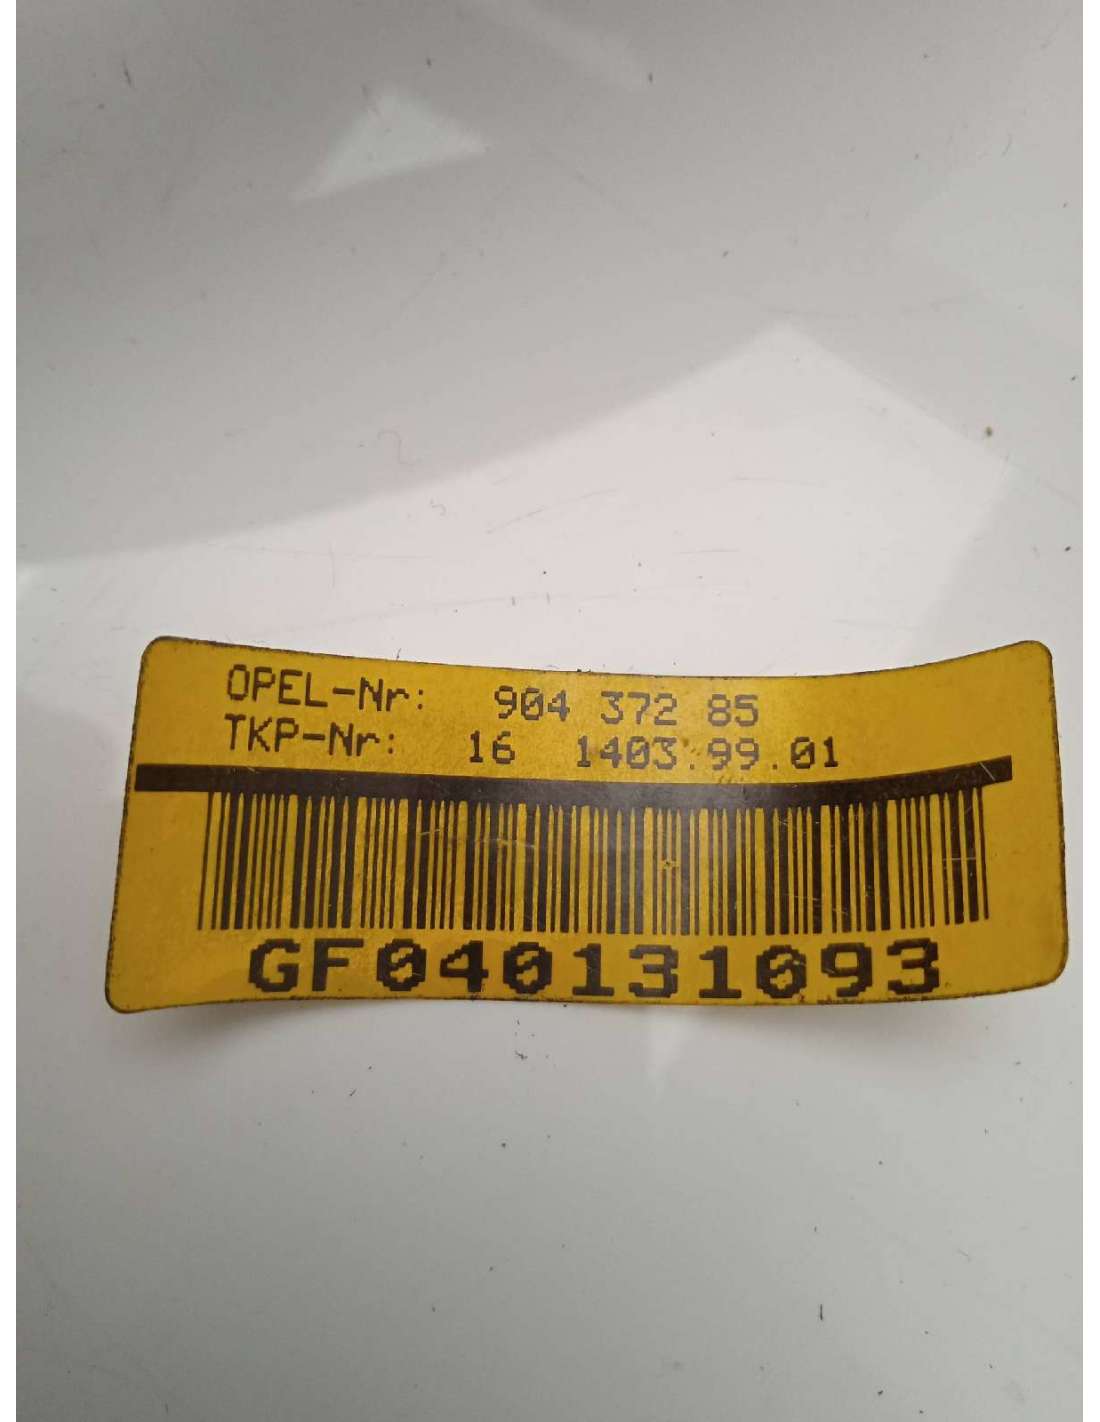 OPEL-Nr: 904 372 85
TKP-Nr: 16 1403.99.01
GF040131093